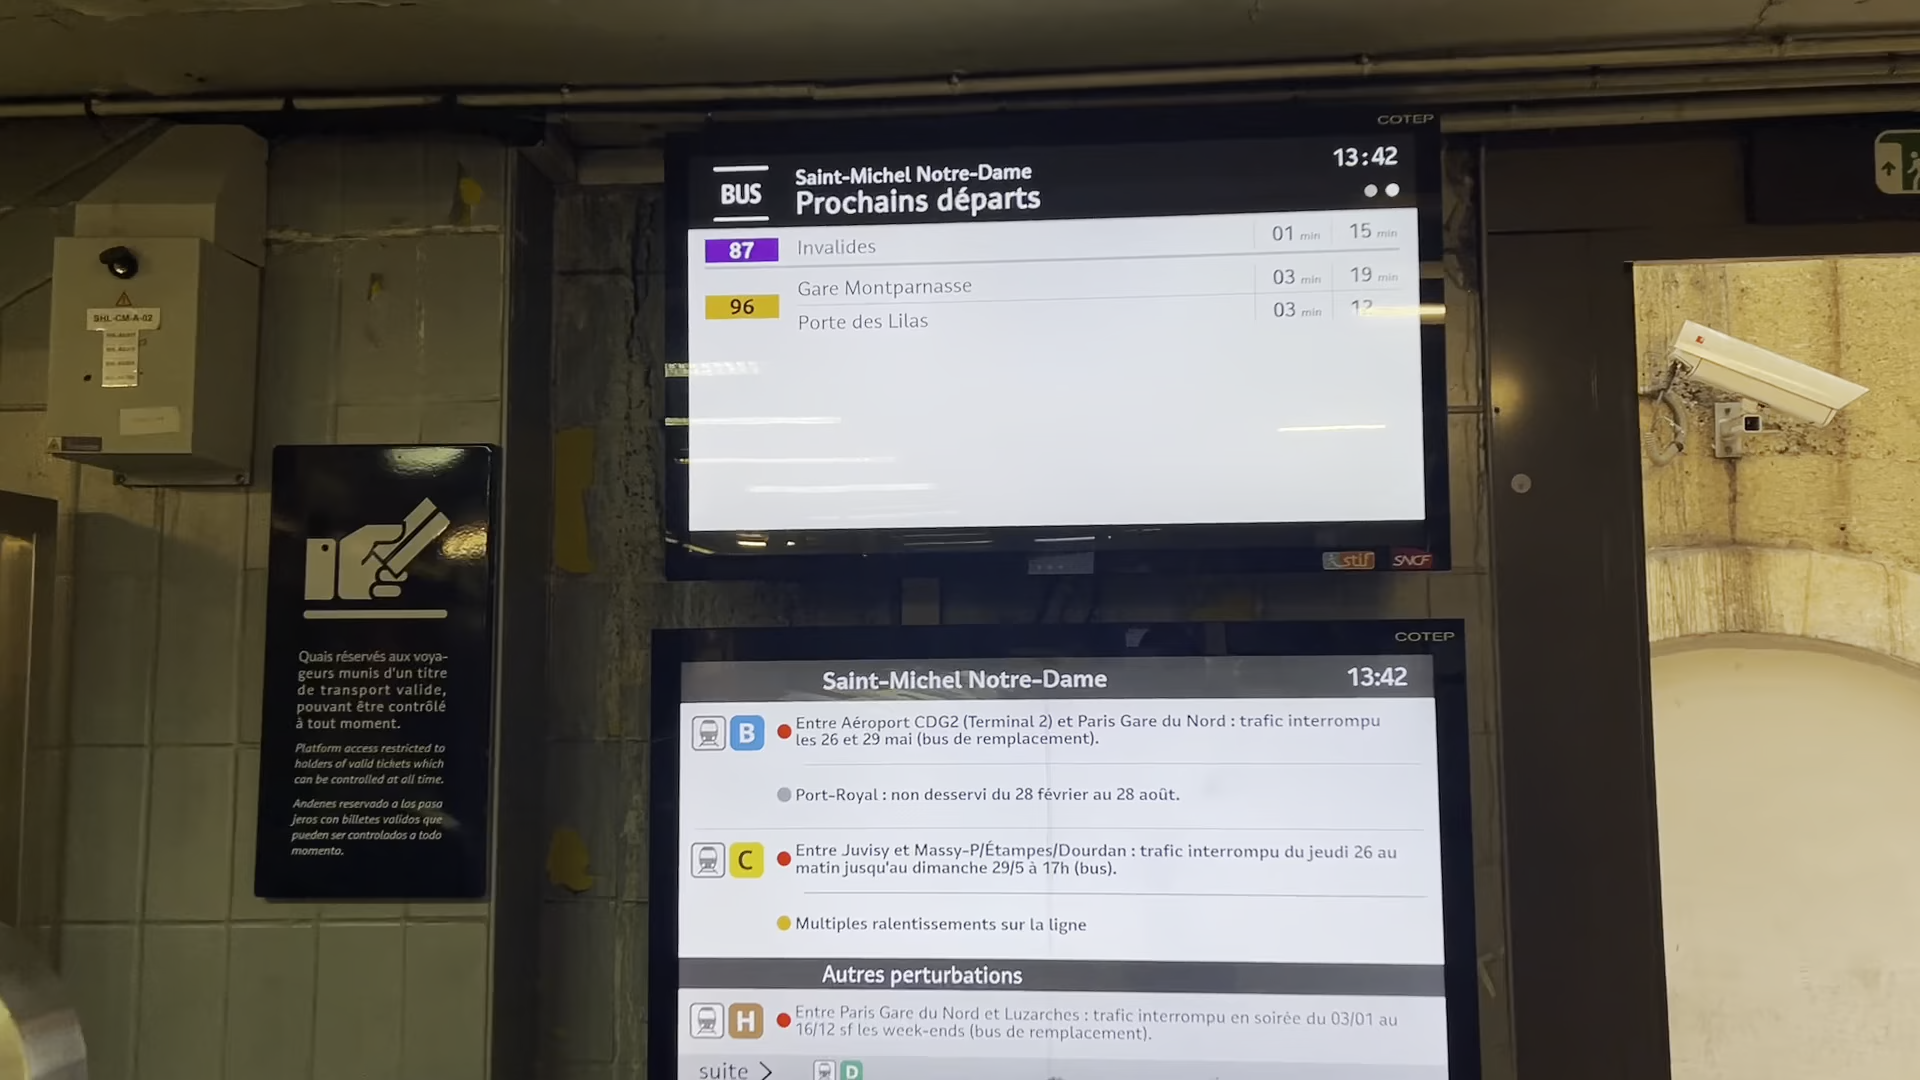 COTEP
BUS
Saint-Michel Notre-Dame
13:42
Prochains départs
87 Invalides 01 min 15 min
96 Gare Montparnasse 03 min 19 min
Porte des Lilas 03 min 12
stif SNCF
SHL-CM-A-02
Quais réservés aux voya-
geurs munis d'un titre
de transport valide,
pouvant être contrôlé
à tout moment.
Platform access restricted to
holders of valid tickets which
can be controlled at all time.
Andenes reservado a los pasa
jeros con billetes validos que
pueden ser controlados a todo
momento.
COTEP
Saint-Michel Notre-Dame 13:42
B Entre Aéroport CDG2 (Terminal 2) et Paris Gare du Nord : trafic interrompu
les 26 et 29 mai (bus de remplacement).
Port-Royal : non desservi du 28 février au 28 août.
C Entre Juvisy et Massy-P/Étampes/Dourdan : trafic interrompu du jeudi 26 au
matin jusqu'au dimanche 29/5 à 17h (bus).
Multiples ralentissements sur la ligne
Autres perturbations
H Entre Paris Gare du Nord et Luzarches : trafic interrompu en soirée du 03/01 au
16/12 sf les week-ends (bus de remplacement).
suite > D